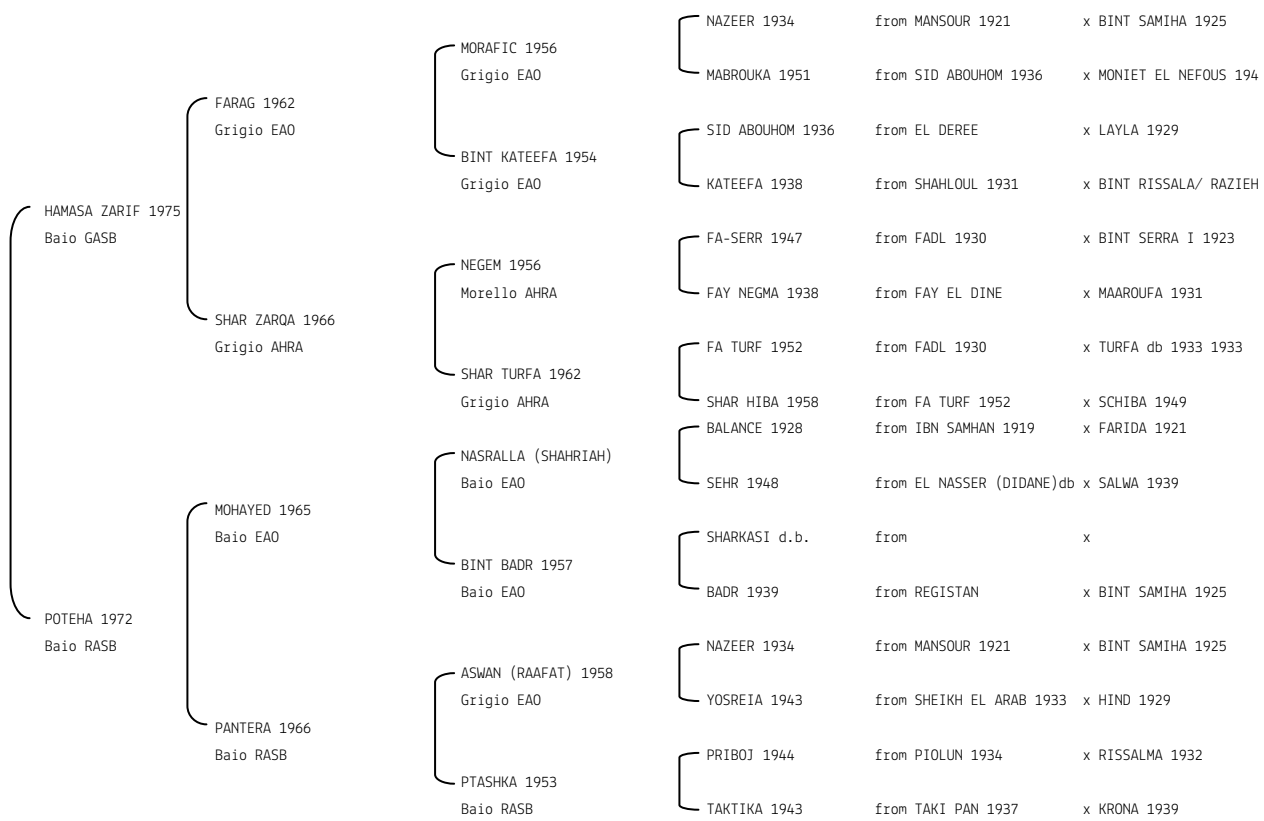 NAZEER 1934 from MANSOUR 1921 x BINT SAMIHA 1925
MORAFIC 1956
Grigio EAO MABROUKA 1951 from SID ABOUHOM 1936 x MONIET EL NEFOUS 194
FARAG 1962
Grigio EAO SID ABOUHOM 1936 from EL DEREE x LAYLA 1929
BINT KATEEFA 1954
Grigio EAO KATEEFA 1938 from SHAHLOUL 1931 x BINT RISSALA/ RAZIEH
HAMASA ZARIF 1975
Baio GASB FA-SERR 1947 from FADL 1930 x BINT SERRA I 1923
NEGEM 1956
Morello AHRA FAY NEGMA 1938 from FAY EL DINE x MAAROUFA 1931
SHAR ZARQA 1966
Grigio AHRA FA TURF 1952 from FADL 1930 x TURFA db 1933 1933
SHAR TURFA 1962
Grigio AHRA SHAR HIBA 1958 from FA TURF 1952 x SCHIBA 1949
BALANCE 1928 from IBN SAMHAN 1919 x FARIDA 1921
NASRALLA (SHAHRIAH)
Baio EAO SEHR 1948 from EL NASSER (DIDANE)db x SALWA 1939
MOHAYED 1965
Baio EAO SHARKASI d.b. from x
BINT BADR 1957
Baio EAO BADR 1939 from REGISTAN x BINT SAMIHA 1925
POTEHA 1972
Baio RASB NAZEER 1934 from MANSOUR 1921 x BINT SAMIHA 1925
ASWAN (RAAFAT) 1958
Grigio EAO YOSREIA 1943 from SHEIKH EL ARAB 1933 x HIND 1929
PANTERA 1966
Baio RASB PRIBOJ 1944 from PIOLUN 1934 x RISSALMA 1932
PTASHKA 1953
Baio RASB TAKTIKA 1943 from TAKI PAN 1937 x KRONA 1939